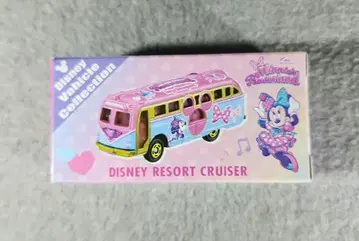 Disney
Vehicle
Collection
DISNEY RESORT CRUISER